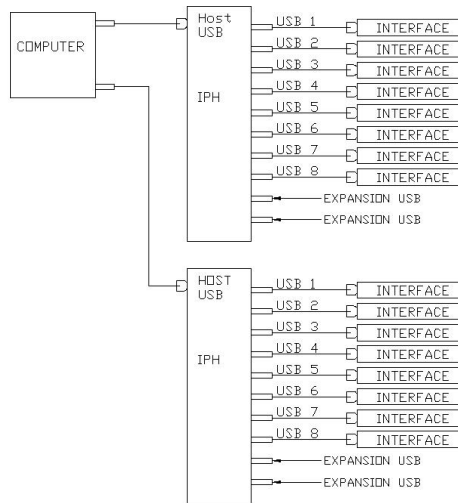 COMPUTER
Host
USB
IPH
USB 1
INTERFACE
USB 2
INTERFACE
USB 3
INTERFACE
USB 4
INTERFACE
USB 5
INTERFACE
USB 6
INTERFACE
USB 7
INTERFACE
USB 8
INTERFACE
EXPANSION USB
EXPANSION USB
HOST
USB
IPH
USB 1
INTERFACE
USB 2
INTERFACE
USB 3
INTERFACE
USB 4
INTERFACE
USB 5
INTERFACE
USB 6
INTERFACE
USB 7
INTERFACE
USB 8
INTERFACE
EXPANSION USB
EXPANSION USB